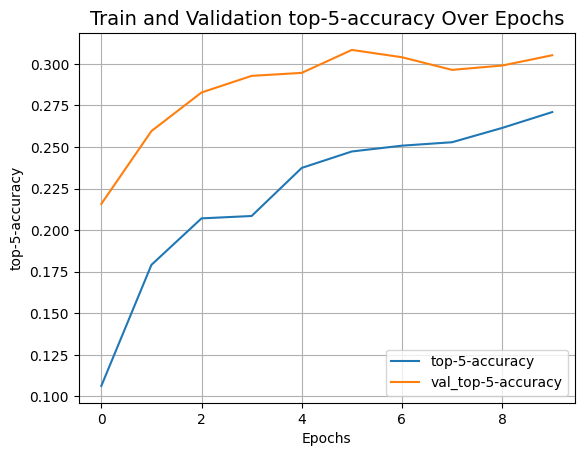 Train and Validation top-5-accuracy Over Epochs
top-5-accuracy
0.300
0.275
0.250
0.225
0.200
0.175
0.150
0.125
0.100
0 2 4 6 8
Epochs
top-5-accuracy
val_top-5-accuracy